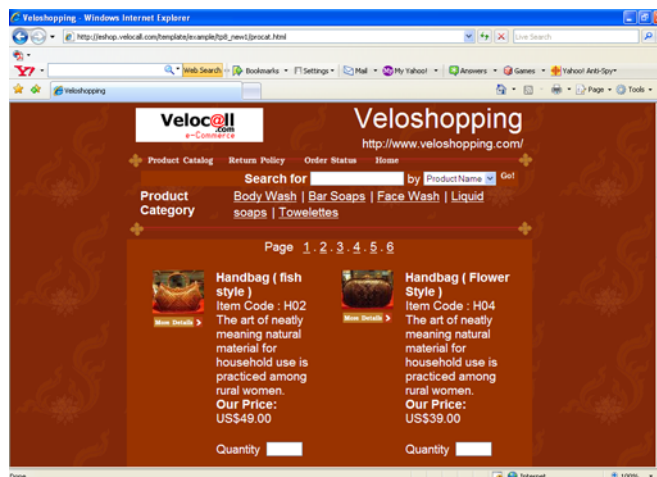 Veloshopping - Windows Internet Explorer
http://eshop.velocall.com/template/example/tp8_new1/procat.html
Live Search
Y7
Web Search
Bookmarks
Settings
Mail
My Yahoo!
Answers
Games
Yahoo! Anti-Spy
Veloshopping
Page
Tools
Veloc@ll
.com
e-Commerce
Veloshopping
http://www.veloshopping.com/
Product Catalog Return Policy Order Status Home
Search for by Product Name Go!
Product Category
Body Wash | Bar Soaps | Face Wash | Liquid
soaps | Towelettes
Page 1 . 2 . 3 . 4 . 5 . 6
Handbag ( fish
style )
Item Code : H02
The art of neatly
meaning natural
material for
household use is
practiced among
rural women.
Our Price:
US$49.00
Quantity
More Details
Handbag ( Flower
Style )
Item Code : H04
The art of neatly
meaning natural
material for
household use is
practiced among
rural women.
Our Price:
US$39.00
Quantity
More Details
Done
Internet
100%